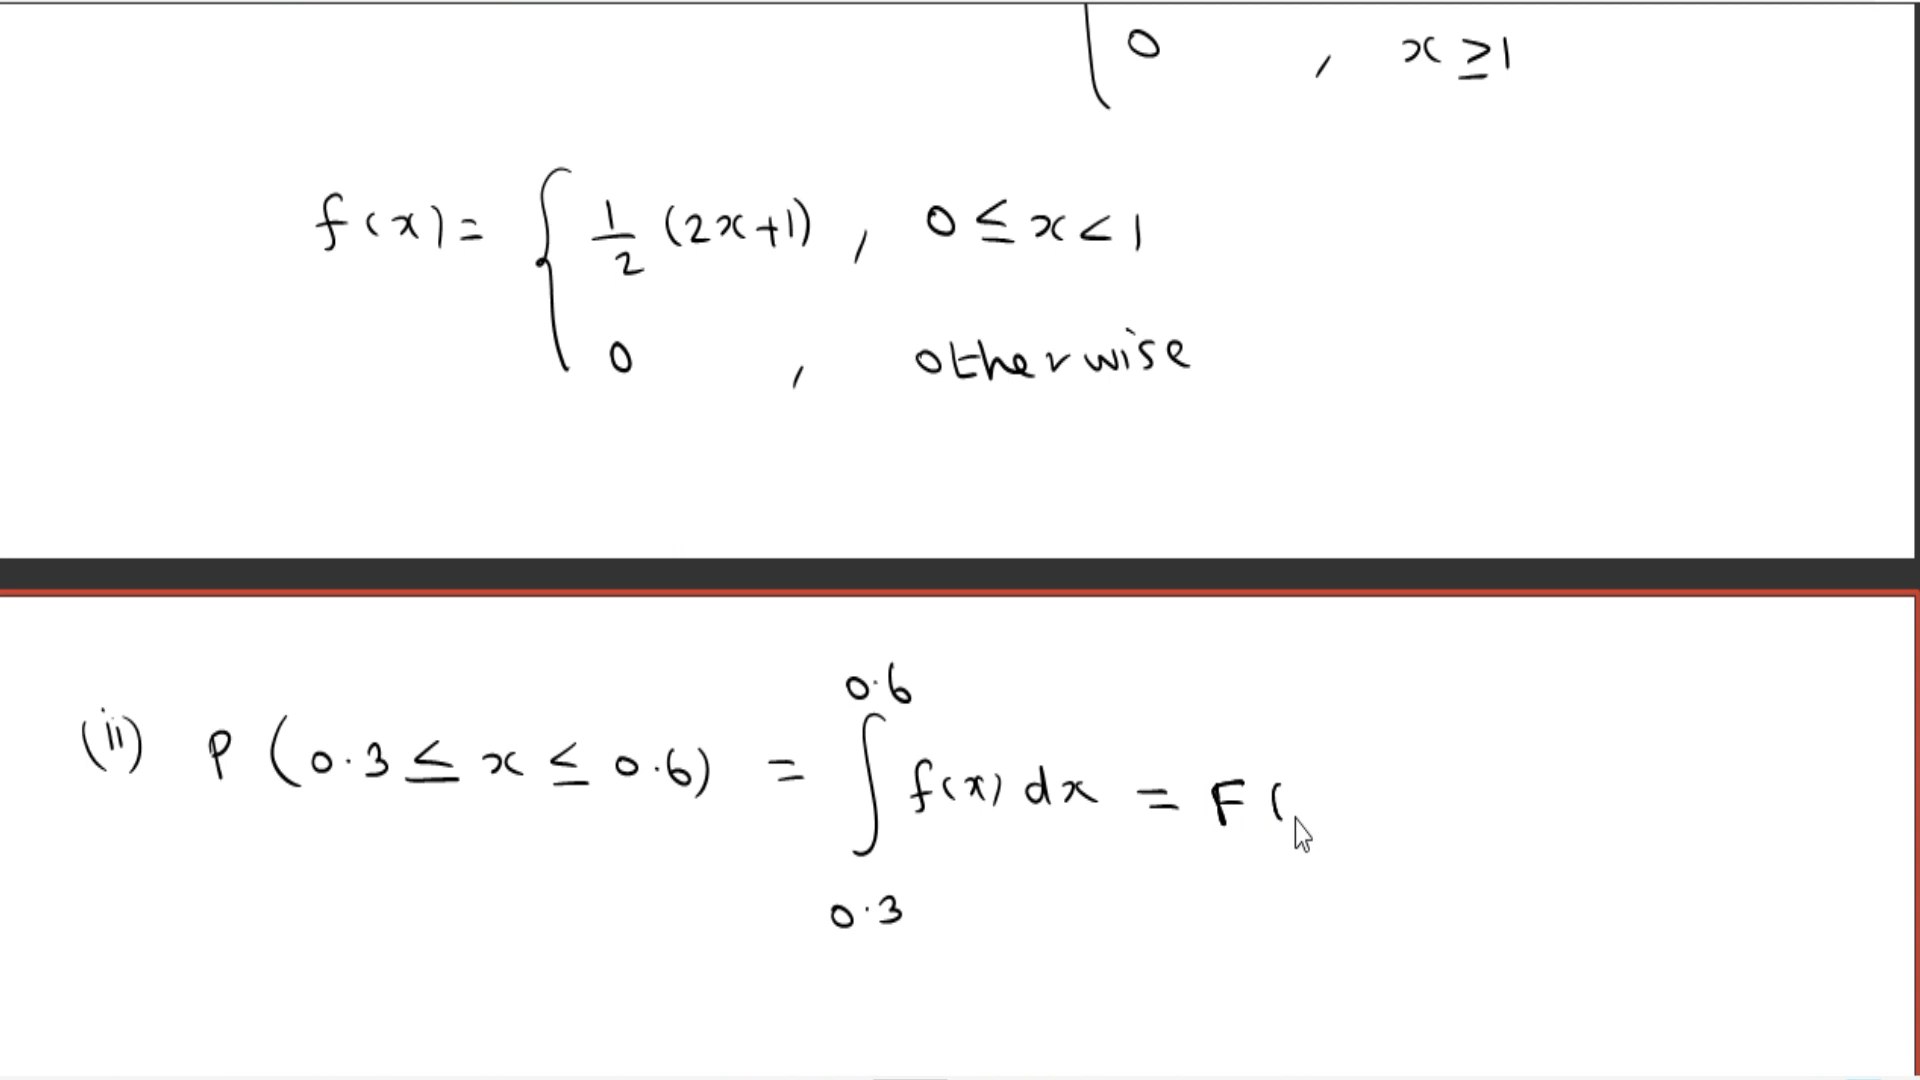 0 , x ≥ 1
f(x) = { 1/2 (2x+1) , 0 ≤ x < 1
0 , otherwise
(ii) P (0.3 ≤ x ≤ 0.6) = ∫_{0.3}^{0.6} f(x) dx = F (